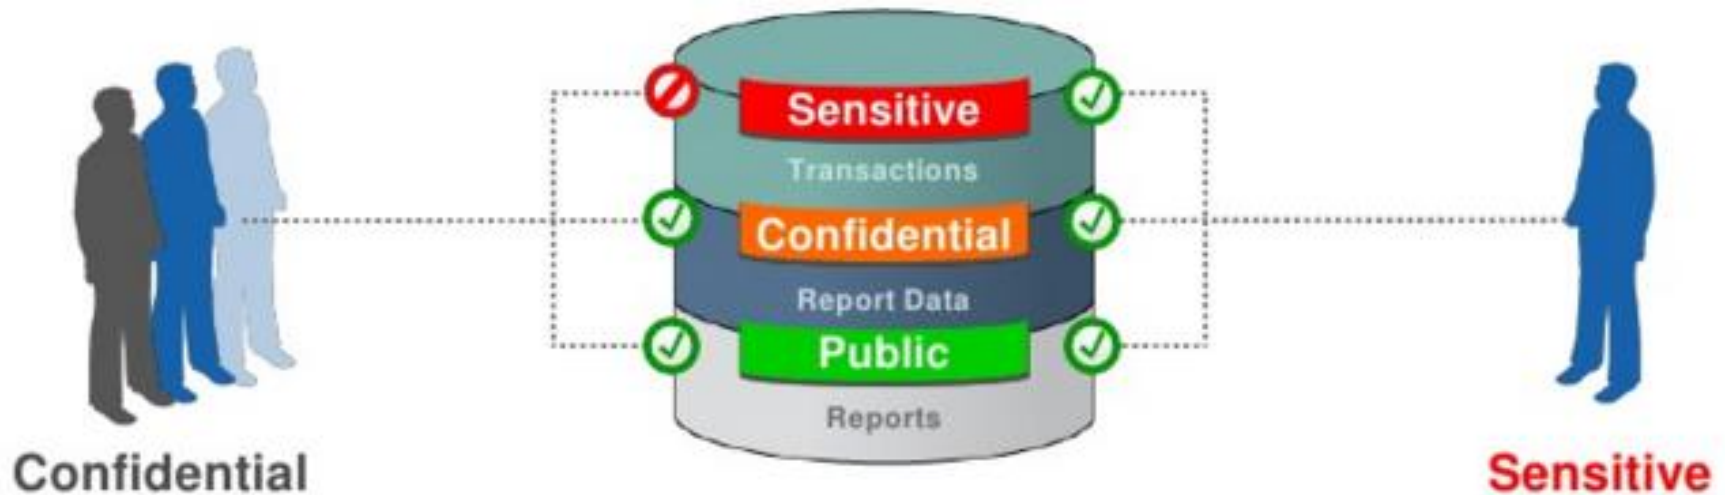 Sensitive
Transactions
Confidential
Report Data
Public
Reports
Confidential
Sensitive